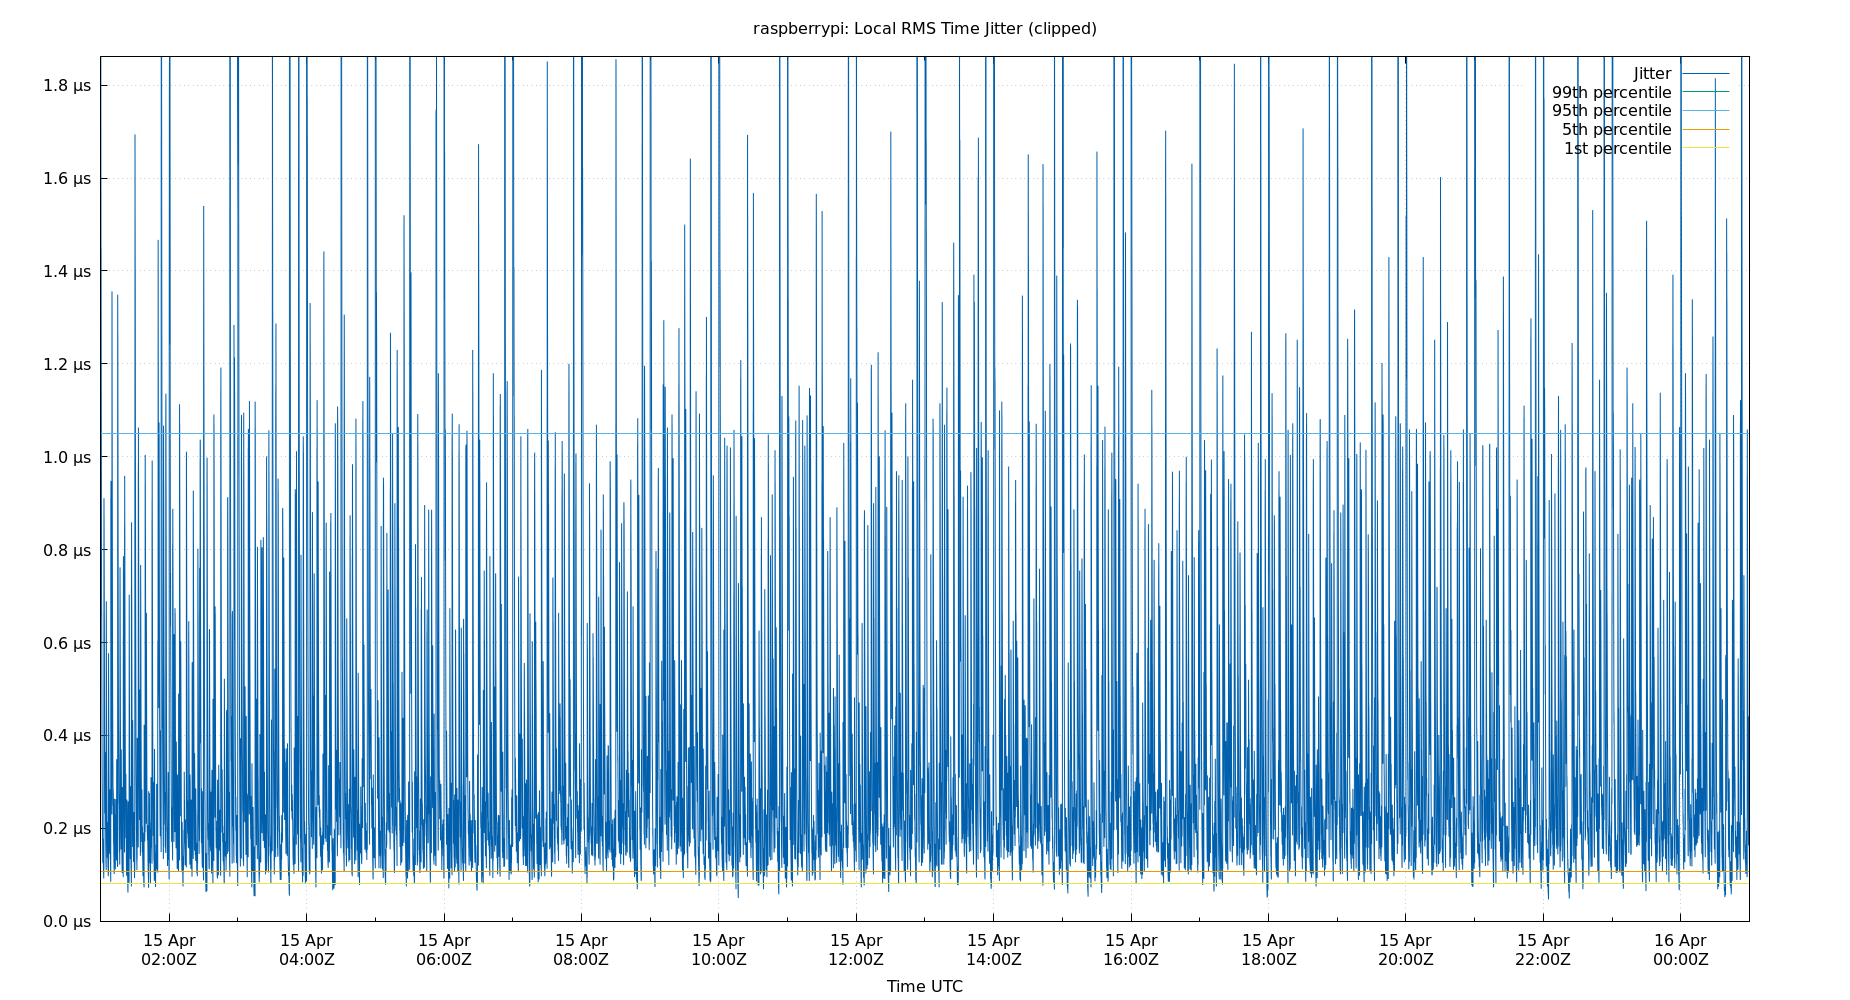 raspberrypi: Local RMS Time Jitter (clipped)
Jitter
99th percentile
95th percentile
5th percentile
1st percentile
1.8 µs
1.6 µs
1.4 µs
1.2 µs
1.0 µs
0.8 µs
0.6 µs
0.4 µs
0.2 µs
0.0 µs
15 Apr 15 Apr 15 Apr 15 Apr 15 Apr 15 Apr 15 Apr 15 Apr 15 Apr 15 Apr 15 Apr 16 Apr
02:00Z 04:00Z 06:00Z 08:00Z 10:00Z 12:00Z 14:00Z 16:00Z 18:00Z 20:00Z 22:00Z 00:00Z
Time UTC